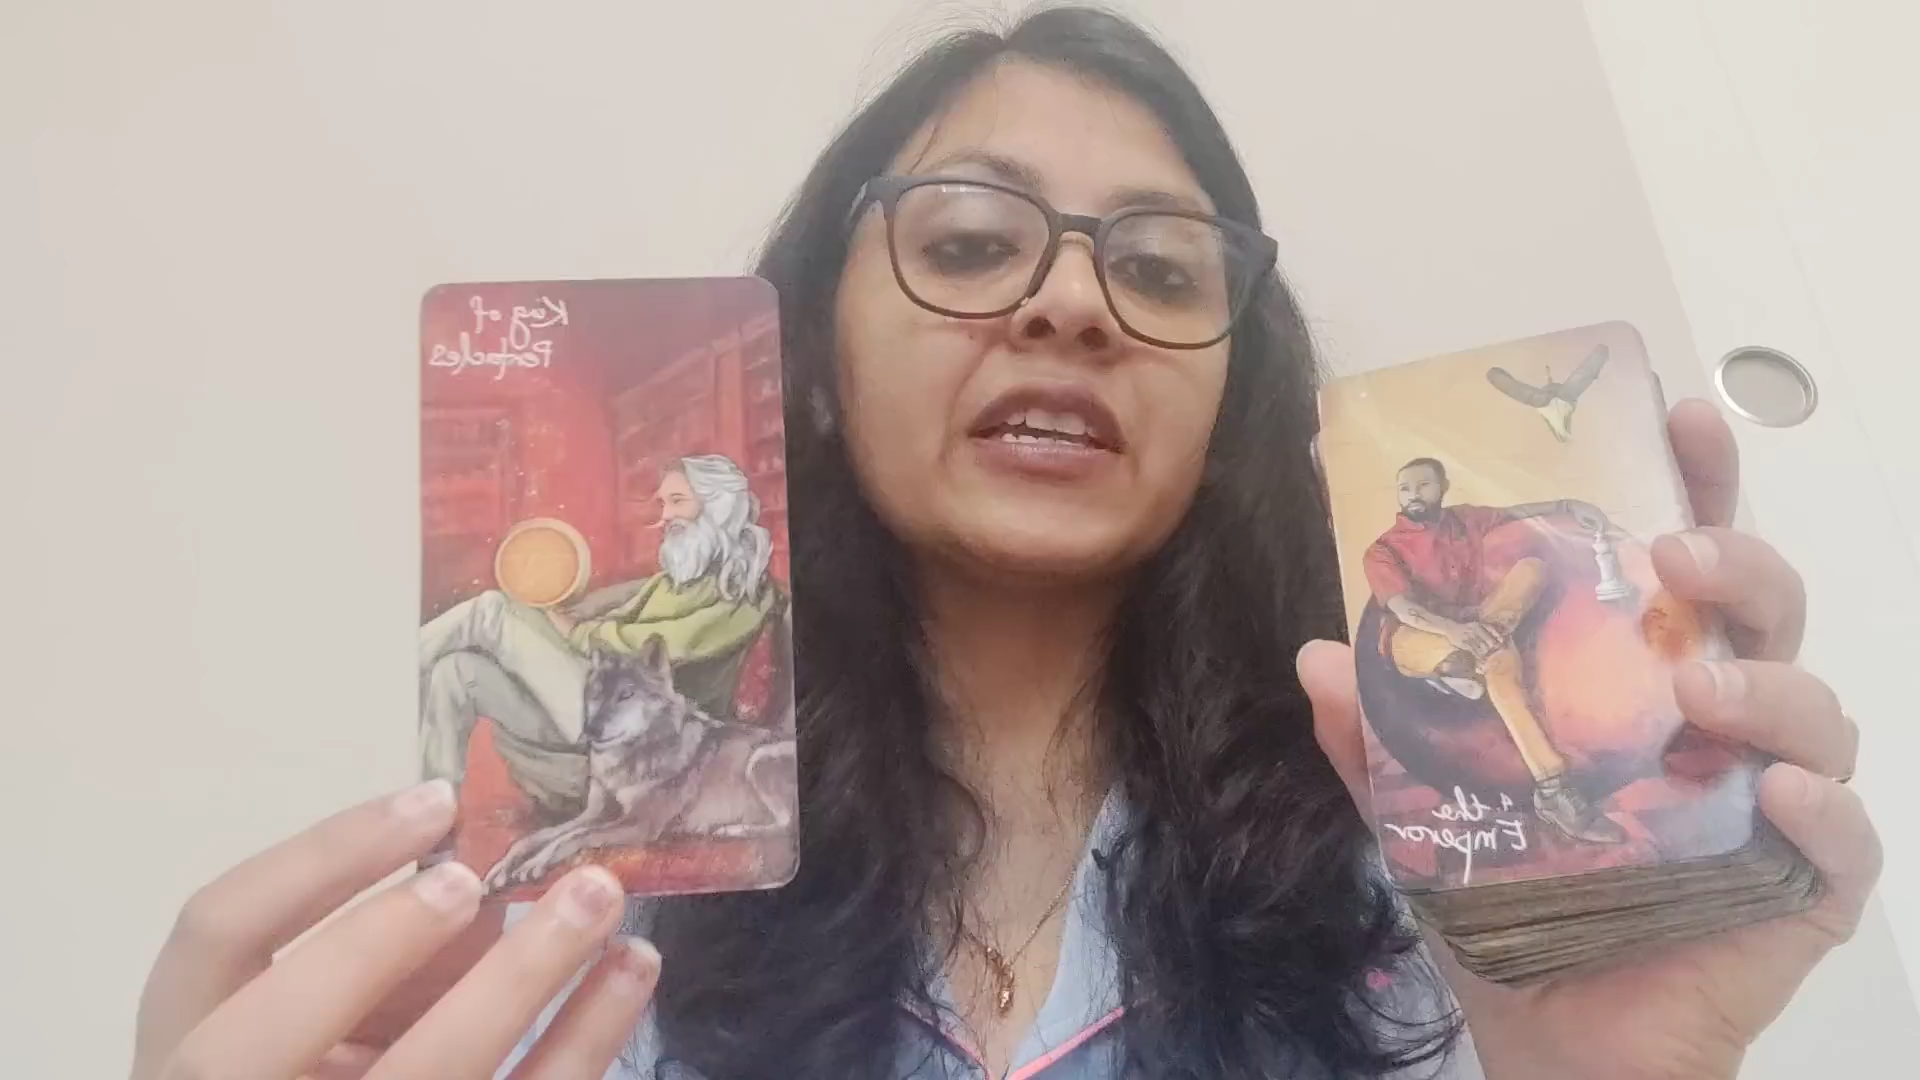 King of
Pentacles
4. the
Emperor